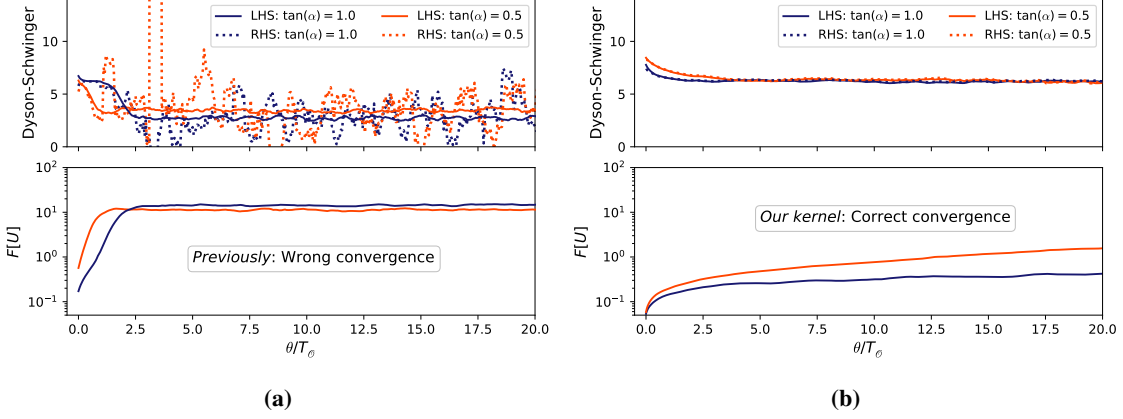 LHS: tan(α) = 1.0
LHS: tan(α) = 0.5
RHS: tan(α) = 1.0
RHS: tan(α) = 0.5
Dyson-Schwinger
10
5
0
10²
10¹
10⁰
10⁻¹
F[U]
Previously: Wrong convergence
0.0 2.5 5.0 7.5 10.0 12.5 15.0 17.5 20.0
θ/T_𝒪
(a)
LHS: tan(α) = 1.0
LHS: tan(α) = 0.5
RHS: tan(α) = 1.0
RHS: tan(α) = 0.5
Dyson-Schwinger
10
5
0
10²
10¹
10⁰
10⁻¹
F[U]
Our kernel: Correct convergence
0.0 2.5 5.0 7.5 10.0 12.5 15.0 17.5 20.0
θ/T_𝒪
(b)